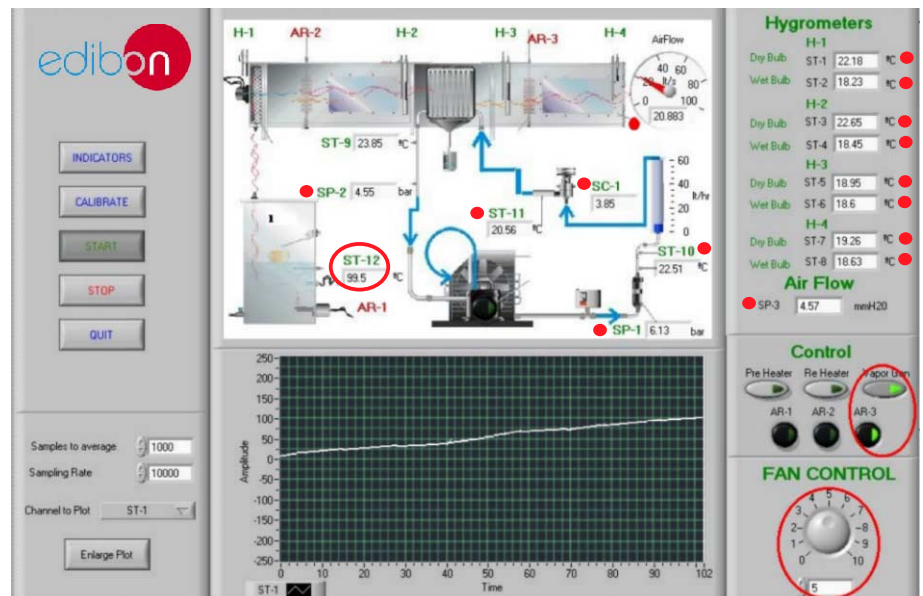 edibon
INDICATORS
CALIBRATE
START
STOP
QUIT
Samples to average 1000
Sampling Rate 10000
Channel to Plot ST-1
Enlarge Plot
H-1 AR-2 H-2 H-3 AR-3 H-4
AirFlow
0 20 40 60 80 100
lt/s
20.883
ST-9 23.85 ºC
SP-2 4.55 bar
SC-1
3.85
ST-11
20.56 ºC
60
40
20
0
lt/hr
1
ST-12
99.5 ºC
AR-1
ST-10
22.51 ºC
SP-1 6.13 bar
250
200
150
100
50
0
-50
-100
-150
-200
-250
Amplitude
0 10 20 30 40 50 60 70 80 90 102
Time
ST-1
Hygrometers
H-1
Dry Bulb ST-1 22.18 ºC
Wet Bulb ST-2 18.23 ºC
H-2
Dry Bulb ST-3 22.65 ºC
Wet Bulb ST-4 18.45 ºC
H-3
Dry Bulb ST-5 18.95 ºC
Wet Bulb ST-6 18.6 ºC
H-4
Dry Bulb ST-7 19.26 ºC
Wet Bulb ST-8 18.63 ºC
Air Flow
SP-3 4.57 mmH20
Control
Pre Heater Re Heater Vapor Gen
AR-1 AR-2 AR-3
FAN CONTROL
0 1 2 3 4 5 6 7 8 9 10
5